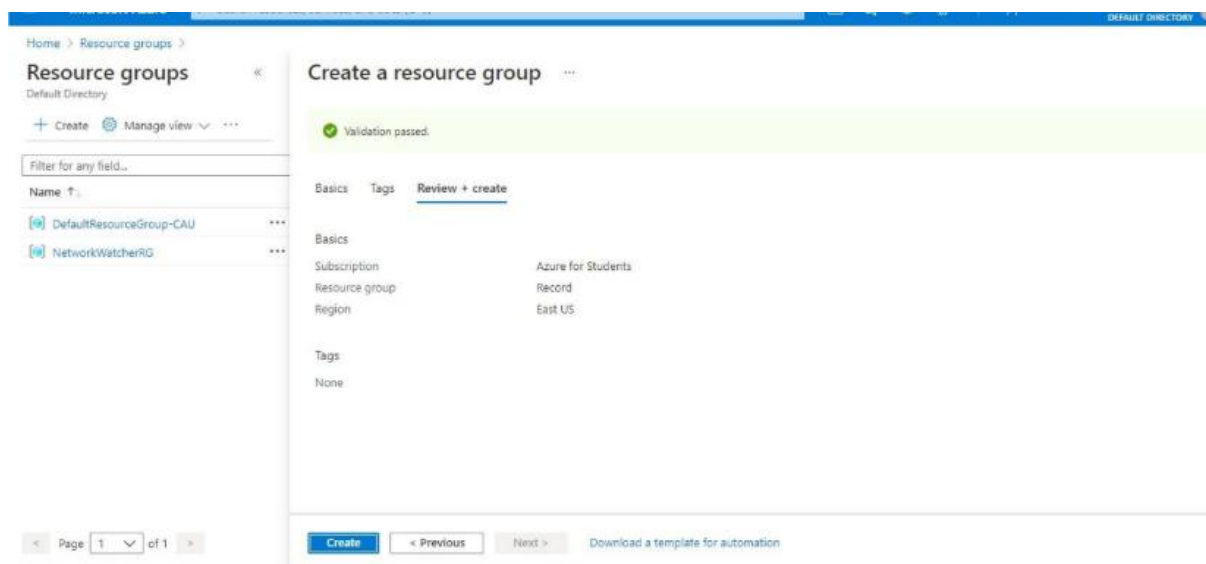 DEFAULT DIRECTORY
Home > Resource groups >
Resource groups
Default Directory
+ Create Manage view ...
Filter for any field...
Name ↑↓
DefaultResourceGroup-CAU ...
NetworkWatcherRG ...
< Page 1 of 1 >
Create a resource group ...
Validation passed.
Basics Tags Review + create
Basics
Subscription Azure for Students
Resource group Record
Region East US
Tags
None
Create < Previous Next > Download a template for automation